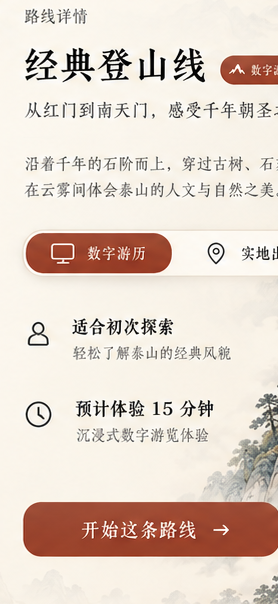 路线详情
经典登山线
数字游
从红门到南天门，感受千年朝圣
沿着千年的石阶而上，穿过古树、石
在云雾间体会泰山的人文与自然之美
数字游历
实地出
适合初次探索
轻松了解泰山的经典风貌
预计体验 15 分钟
沉浸式数字游览体验
开始这条路线 →